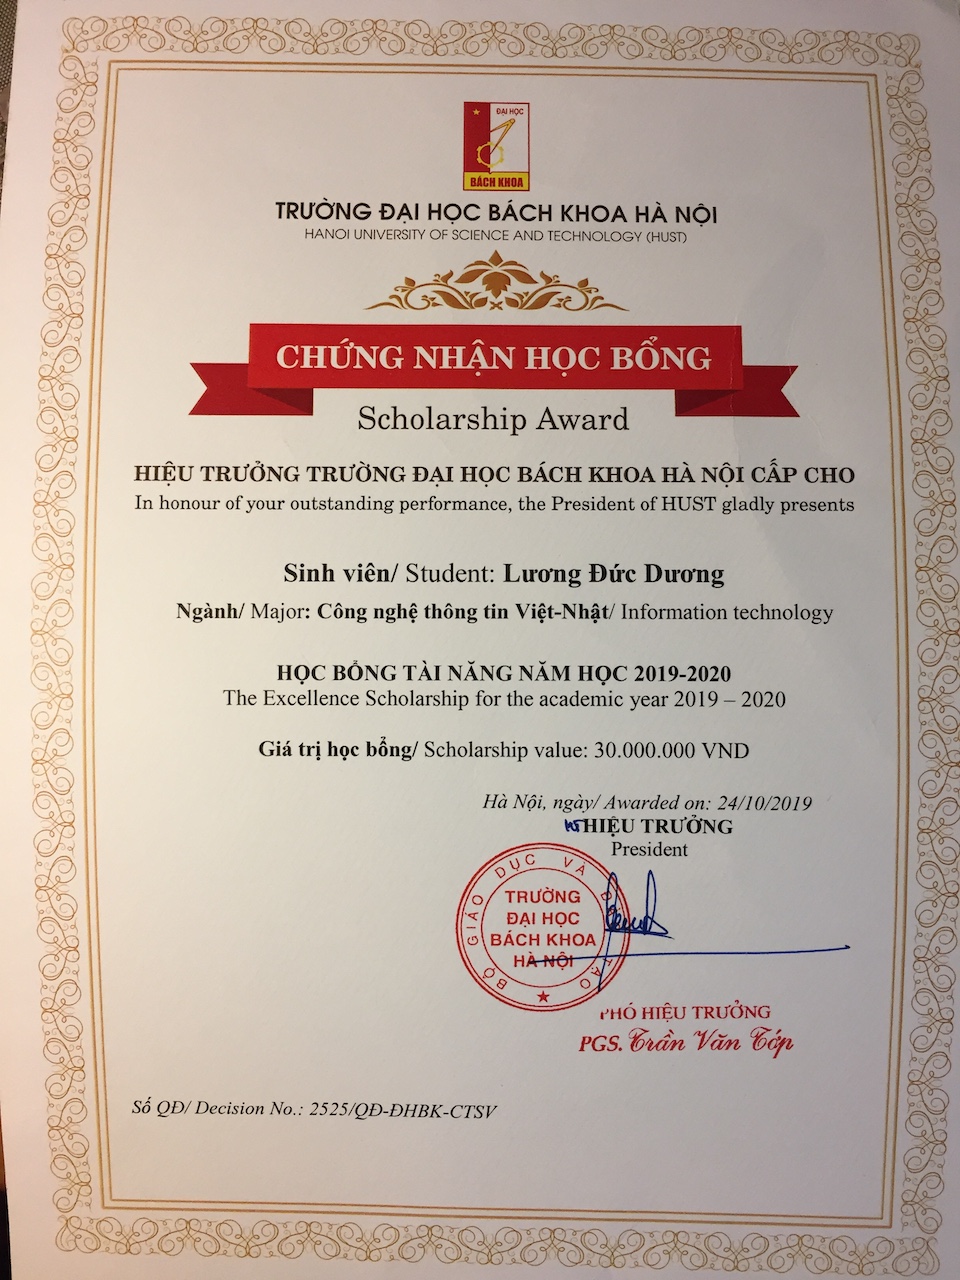 ĐẠI HỌC
BÁCH KHOA
TRƯỜNG ĐẠI HỌC BÁCH KHOA HÀ NỘI
HANOI UNIVERSITY OF SCIENCE AND TECHNOLOGY (HUST)
CHỨNG NHẬN HỌC BỔNG
Scholarship Award
HIỆU TRƯỞNG TRƯỜNG ĐẠI HỌC BÁCH KHOA HÀ NỘI CẤP CHO
In honour of your outstanding performance, the President of HUST gladly presents
Sinh viên/ Student: Lương Đức Dương
Ngành/ Major: Công nghệ thông tin Việt-Nhật/ Information technology
HỌC BỔNG TÀI NĂNG NĂM HỌC 2019-2020
The Excellence Scholarship for the academic year 2019 – 2020
Giá trị học bổng/ Scholarship value: 30.000.000 VND
Hà Nội, ngày/ Awarded on: 24/10/2019
HIỆU TRƯỞNG
President
BỘ GIÁO DỤC VÀ ĐÀO TẠO
TRƯỜNG
ĐẠI HỌC
BÁCH KHOA
HÀ NỘI
PHÓ HIỆU TRƯỞNG
PGS. Trần Văn Tớp
Số QĐ/ Decision No.: 2525/QĐ-ĐHBK-CTSV